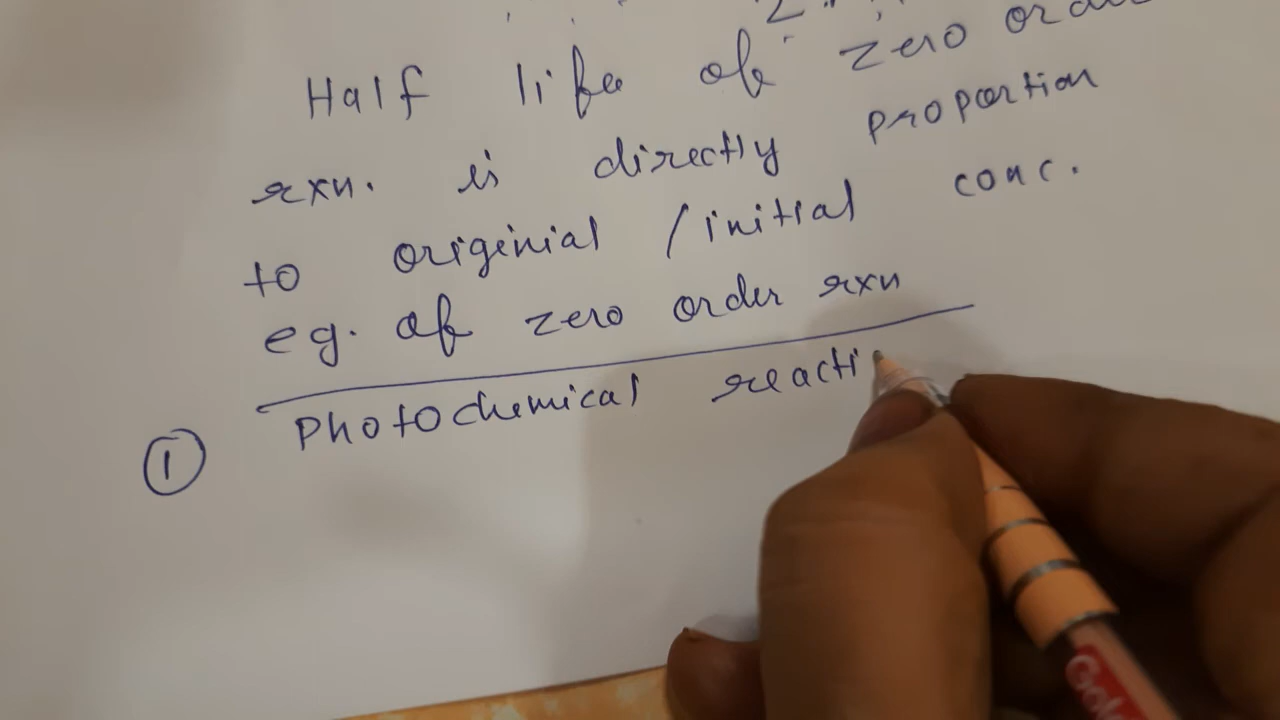 Half life of zero order
rxn. is directly proportion
to origenial / initial conc.
eg. of zero order rxn
① Photochemical reacti